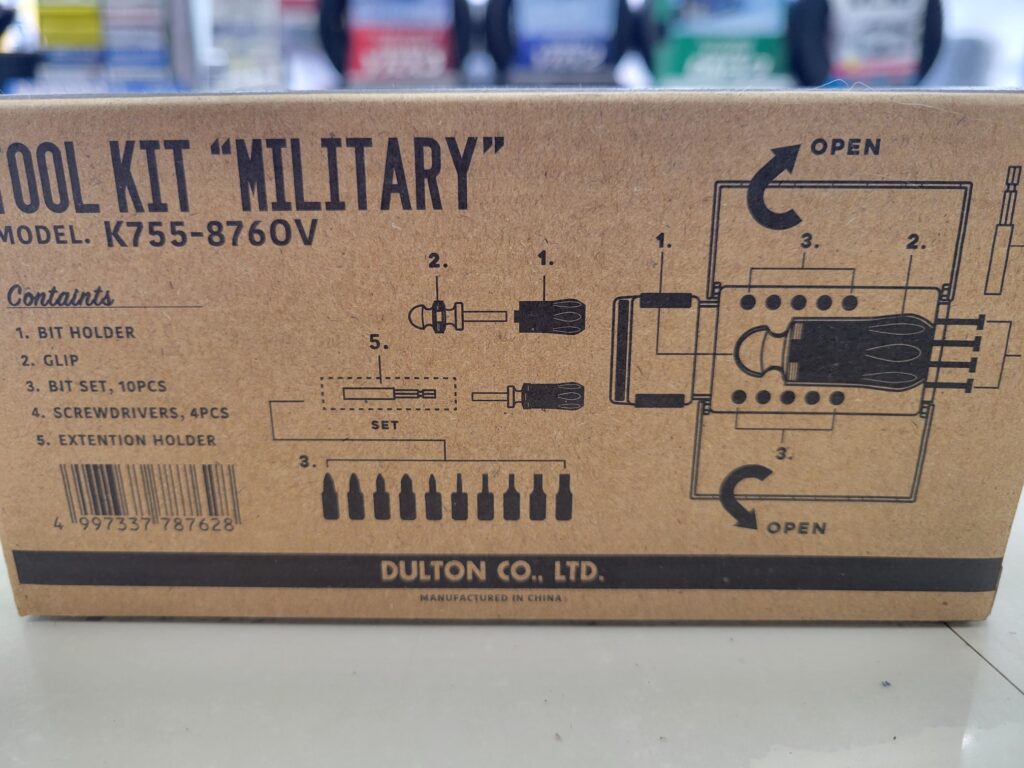 TOOL KIT "MILITARY"
MODEL. K755-876OV
Containts
1. BIT HOLDER
2. GLIP
3. BIT SET, 10PCS
4. SCREWDRIVERS, 4PCS
5. EXTENTION HOLDER
4 997337 787628
2.
1.
5.
SET
3.
OPEN
1.
3.
2.
3.
OPEN
DULTON CO., LTD.
MANUFACTURED IN CHINA